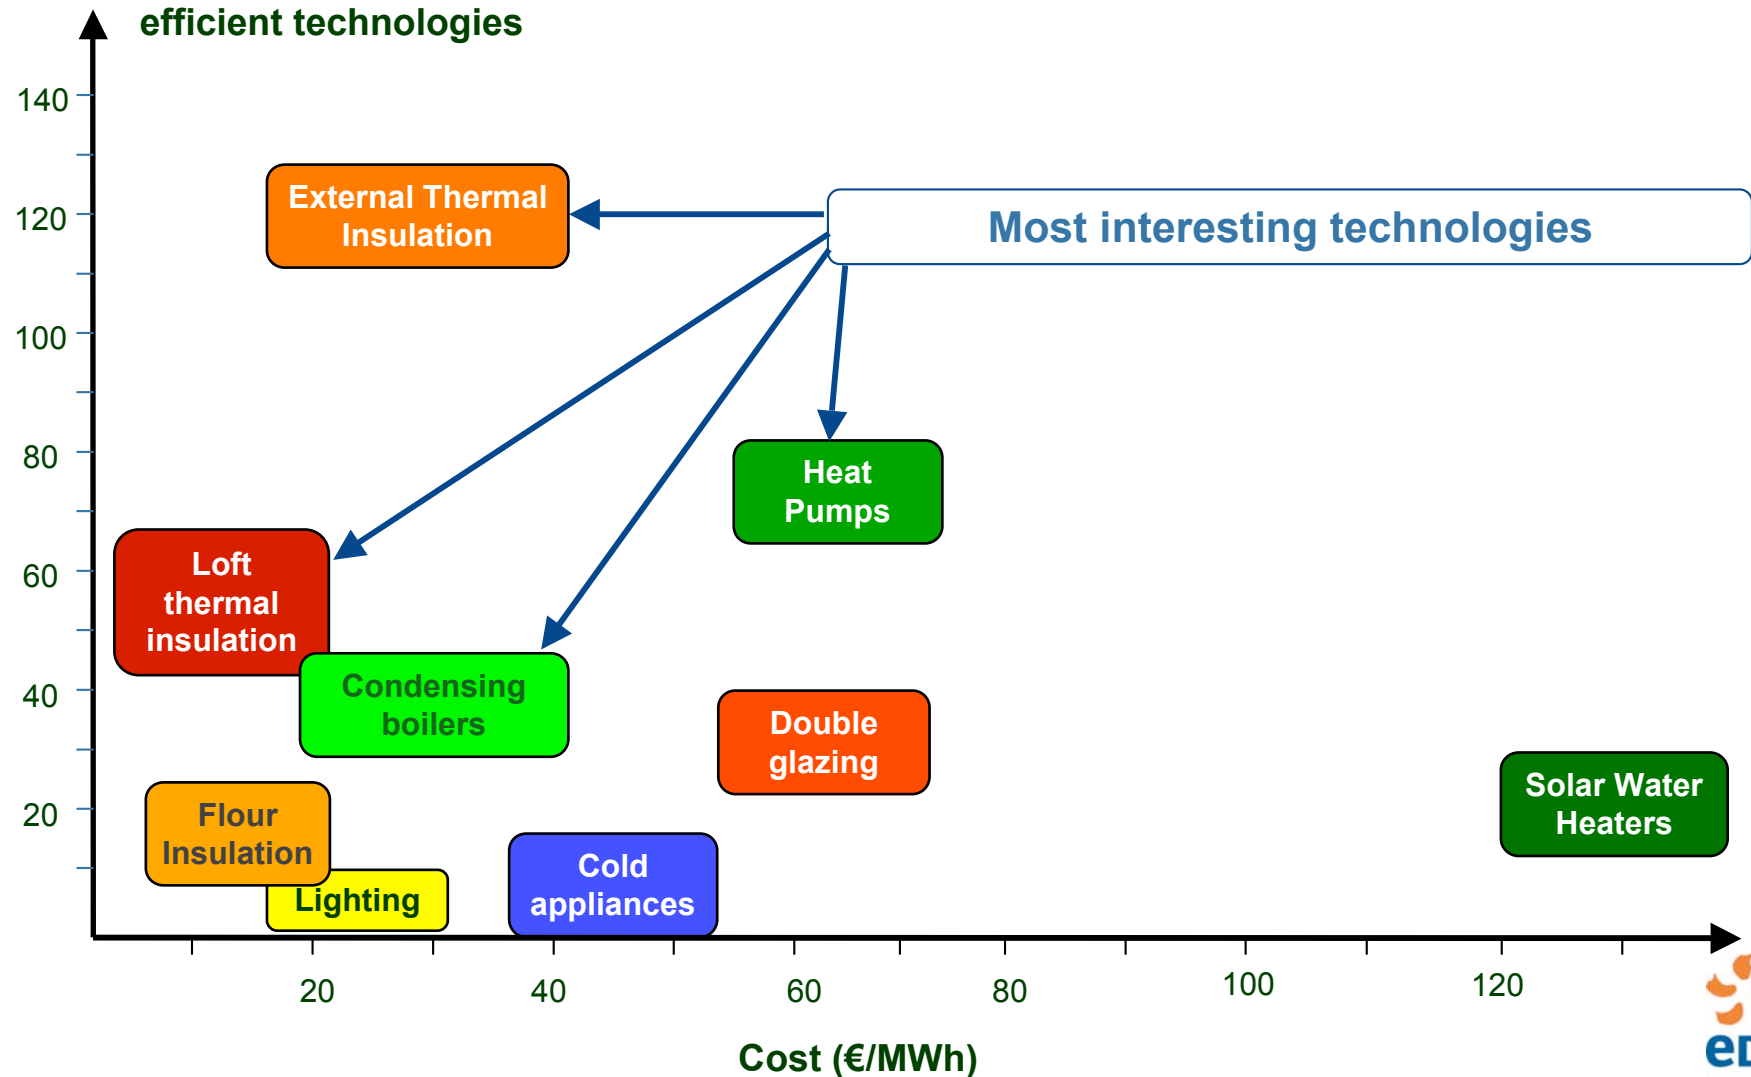 efficient technologies
140
120
100
80
60
40
20
External Thermal
Insulation
Most interesting technologies
Heat
Pumps
Loft
thermal
insulation
Condensing
boilers
Double
glazing
Solar Water
Heaters
Flour
Insulation
Lighting
Cold
appliances
20
40
60
80
100
120
Cost (€/MWh)